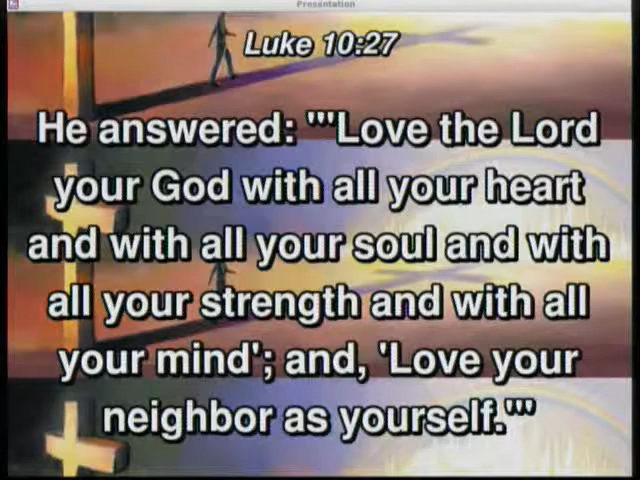 Presentation
Luke 10:27
He answered: "'"Love the Lord
your God with all your heart
and with all your soul and with
all your strength and with all
your mind'; and, 'Love your
neighbor as yourself.'"